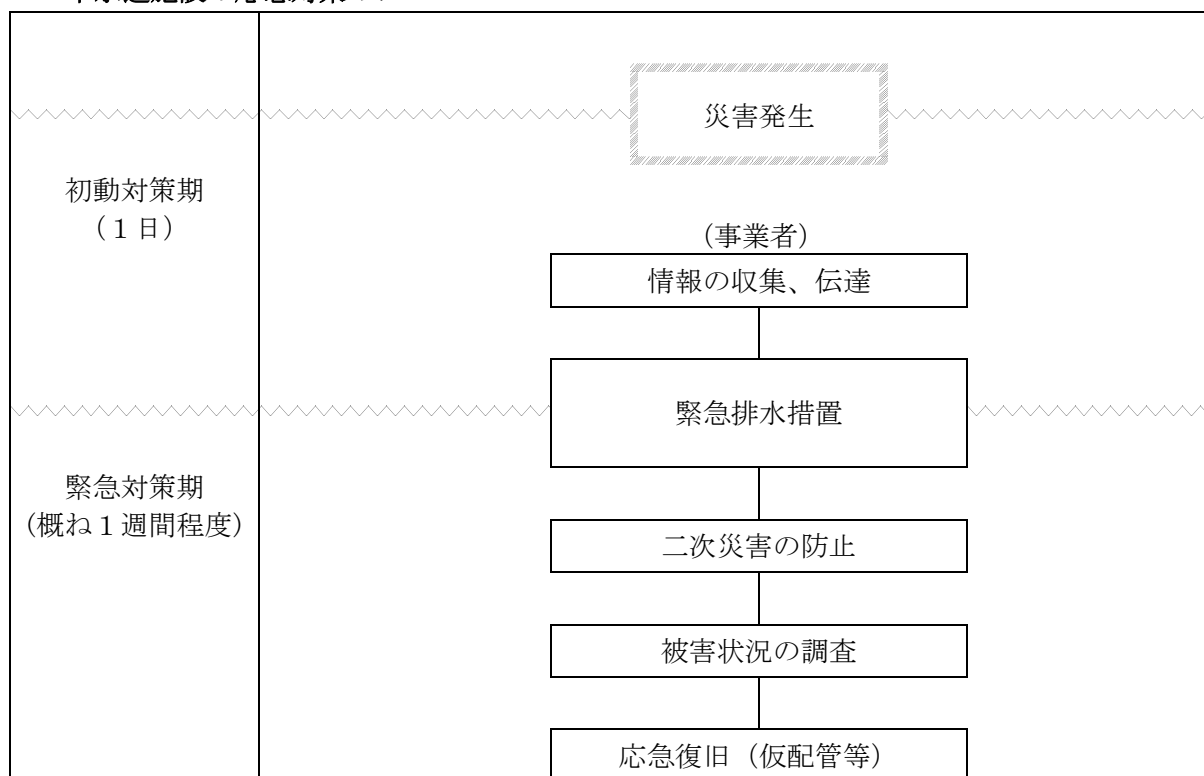 災害発生
初動対策期
(１日)
(事業者)
情報の収集、伝達
緊急排水措置
緊急対策期
(概ね１週間程度)
二次災害の防止
被害状況の調査
応急復旧（仮配管等）